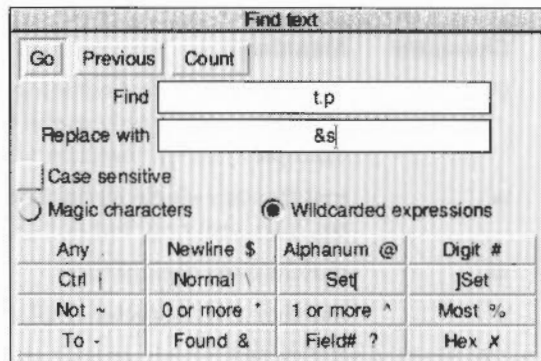 Find text
Go Previous Count
Find t.p
Replace with &s
Case sensitive
Magic characters Wildcarded expressions
Any . Newline $ Alphanum @ Digit #
Ctrl | Normal \ Set[ ]Set
Not ~ 0 or more * 1 or more ^ Most %
To - Found & Field# ? Hex ✗